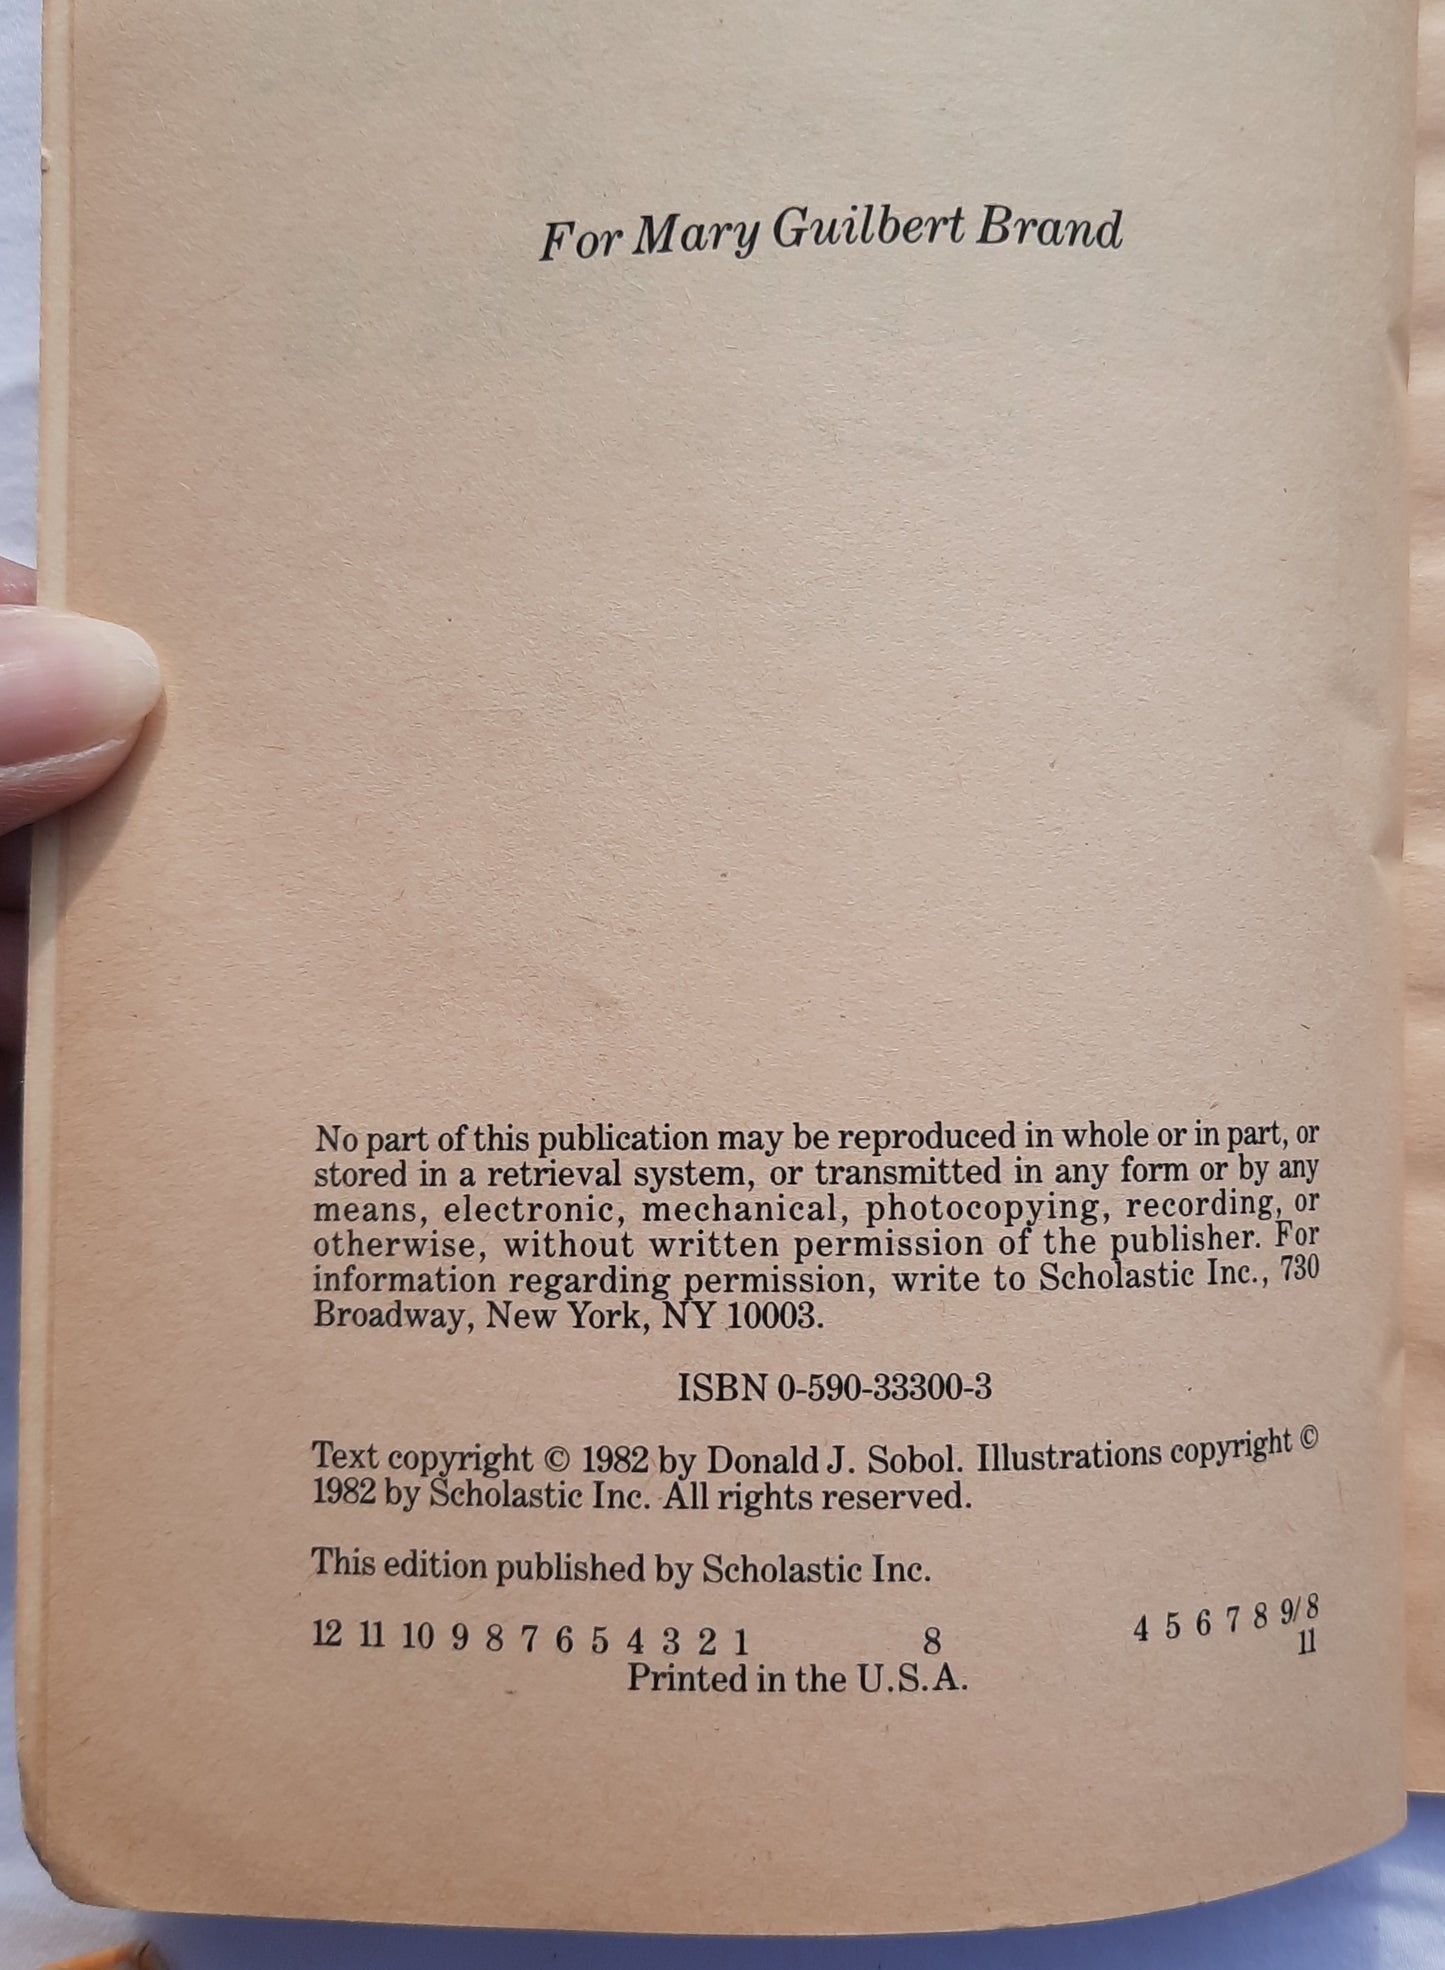 For Mary Guilbert Brand
No part of this publication may be reproduced in whole or in part, or
stored in a retrieval system, or transmitted in any form or by any
means, electronic, mechanical, photocopying, recording, or
otherwise, without written permission of the publisher. For
information regarding permission, write to Scholastic Inc., 730
Broadway, New York, NY 10003.
ISBN 0-590-33300-3
Text copyright © 1982 by Donald J. Sobol. Illustrations copyright ©
1982 by Scholastic Inc. All rights reserved.
This edition published by Scholastic Inc.
12 11 10 9 8 7 6 5 4 3 2 1 8 4 5 6 7 8 9/8
11
Printed in the U.S.A.